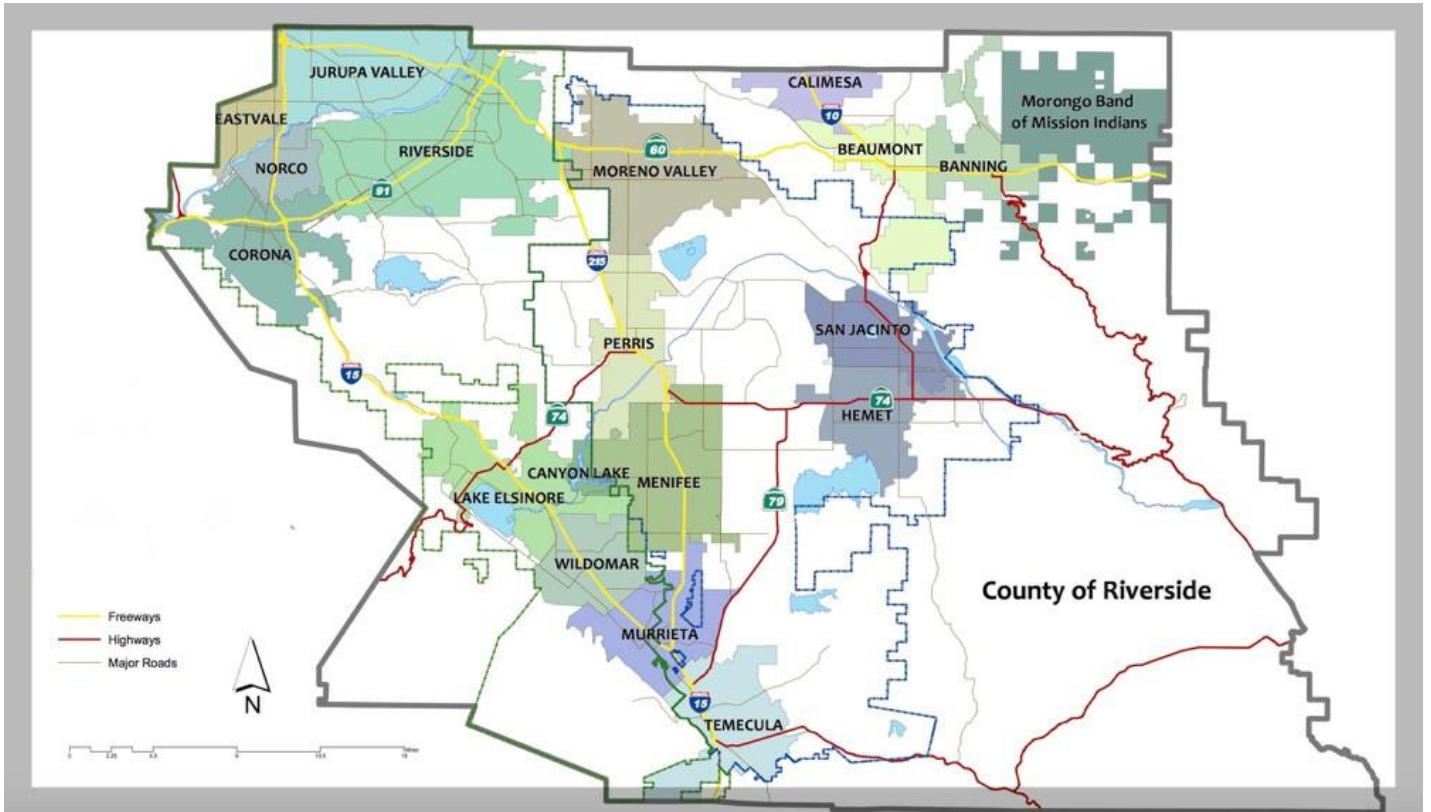 JURUPA VALLEY
CALIMESA
Morongo Band
of Mission Indians
EASTVALE
10
BEAUMONT
NORCO
RIVERSIDE
60
MORENO VALLEY
BANNING
91
CORONA
215
SAN JACINTO
PERRIS
15
74
74
HEMET
CANYON LAKE
MENIFEE
LAKE ELSINORE
79
WILDOMAR
County of Riverside
Freeways
Highways
Major Roads
MURRIETA
N
15
TEMECULA